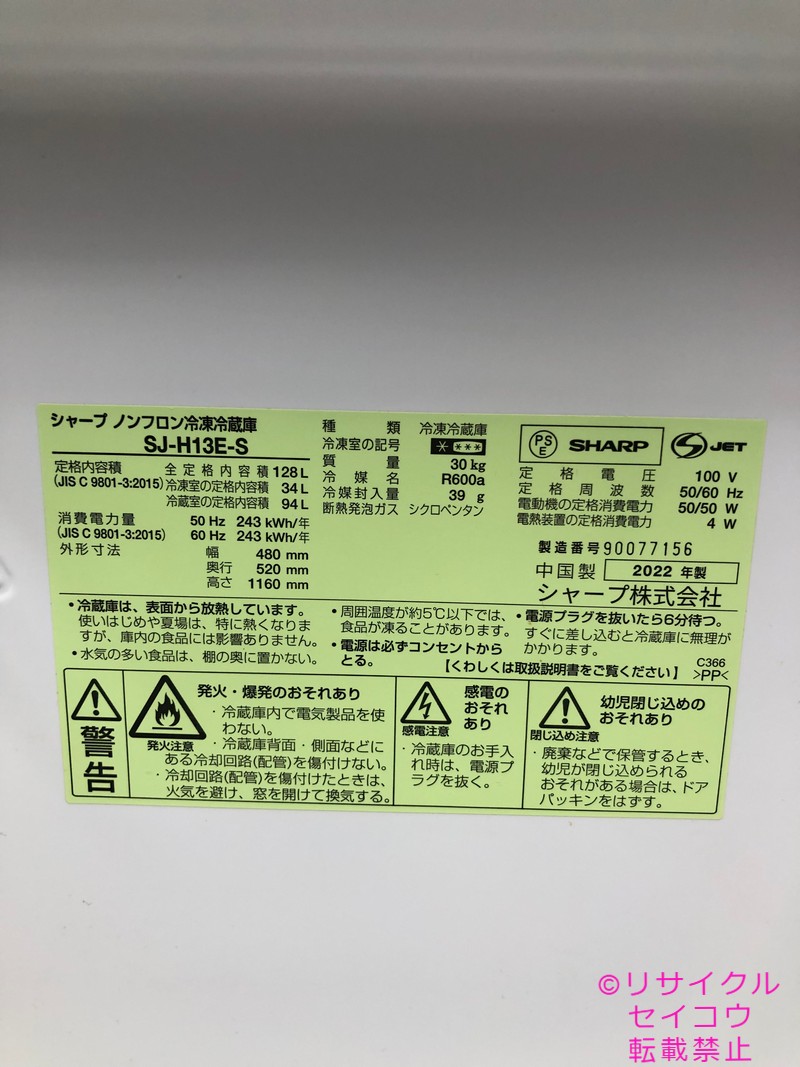 シャープ ノンフロン冷凍冷蔵庫
SJ-H13E-S
定格内容積
(JIS C 9801-3:2015)
全定格内容積 128 L
冷凍室の定格内容積 34 L
冷蔵室の定格内容積 94 L
消費電力量 50 Hz 243 kWh/年
(JIS C 9801-3:2015) 60 Hz 243 kWh/年
外形寸法 幅 480 mm
奥行 520 mm
高さ 1160 mm
種類 冷凍冷蔵庫
冷凍室の記号
質量 30 kg
冷媒名 R600a
冷媒封入量 39 g
断熱発泡ガス シクロペンタン
PS E SHARP S JET
定格電圧 100 V
定格周波数 50/60 Hz
電動機の定格消費電力 50/50 W
電熱装置の定格消費電力 4 W
製造番号 90077156
中国製 2022 年製
シャープ株式会社
・冷蔵庫は、表面から放熱しています。
使いはじめや夏場は、特に熱くなりま
すが、庫内の食品には影響ありません。
・水気の多い食品は、棚の奥に置かない。
・周囲温度が約5℃以下では、
食品が凍ることがあります。
・電源は必ずコンセントから
とる。
・電源プラグを抜いたら6分待つ。
すぐに差し込むと冷蔵庫に無理が
かかります。
【くわしくは取扱説明書をご覧ください】
C366
>PP<
警告
発火注意
発火・爆発のおそれあり
・冷蔵庫内で電気製品を使
わない。
・冷蔵庫背面・側面などに
ある冷却回路(配管)を傷付けない。
・冷却回路(配管)を傷付けたときは、
火気を避け、窓を開けて換気する。
感電注意
感電の
おそれ
あり
・冷蔵庫のお手入
れ時は、電源プ
ラグを抜く。
閉じ込め注意
幼児閉じ込めの
おそれあり
・廃棄などで保管するとき、
幼児が閉じ込められる
おそれがある場合は、ドア
パッキンをはずす。
©リサイクル
セイコウ
転載禁止